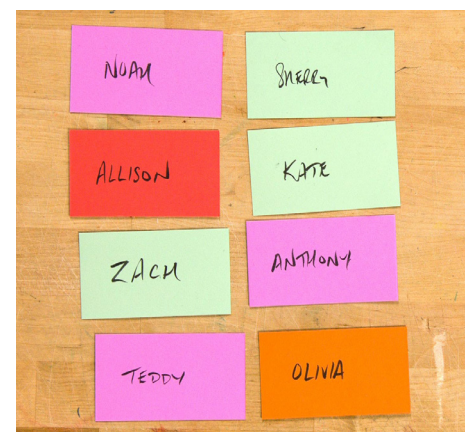 NOAH
SHERRY
ALLISON
KATE
ZACH
ANTHONY
TEDDY
OLIVIA